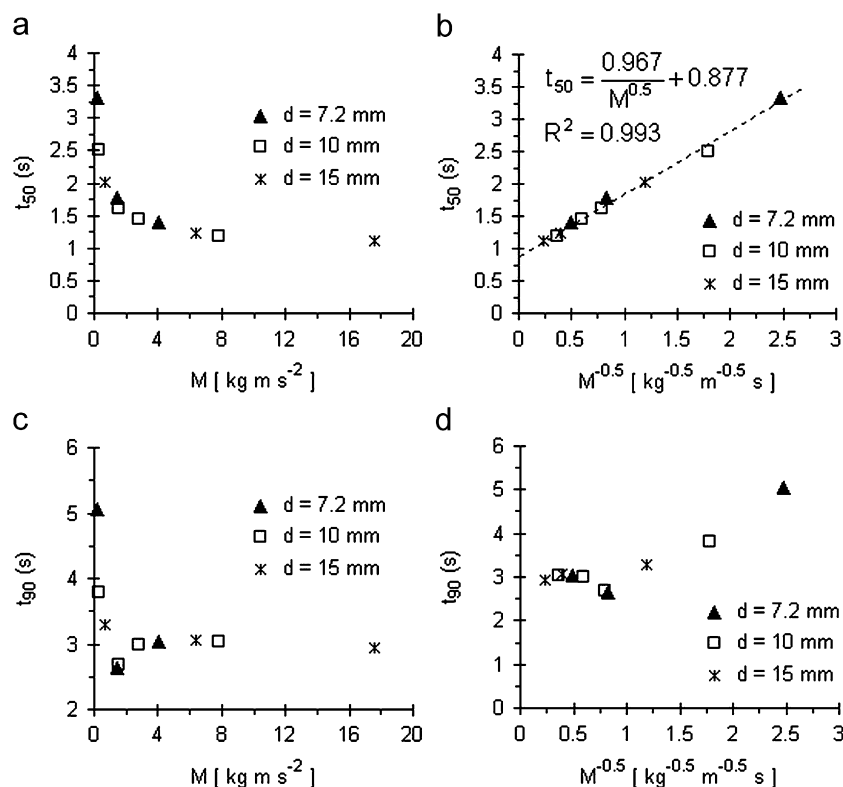 a
t50 (s)
4
3.5
3
2.5
2
1.5
1
0.5
0
0 4 8 12 16 20
M [ kg m s-2 ]
d = 7.2 mm
d = 10 mm
d = 15 mm
b
t50 (s)
4
3.5
3
2.5
2
1.5
1
0.5
0
0 0.5 1 1.5 2 2.5 3
M-0.5 [ kg-0.5 m-0.5 s ]
t50 = 0.967 / M0.5 + 0.877
R2 = 0.993
d = 7.2 mm
d = 10 mm
d = 15 mm
c
t90 (s)
6
5
4
3
2
0 4 8 12 16 20
M [ kg m s-2 ]
d = 7.2 mm
d = 10 mm
d = 15 mm
d
t90 (s)
6
5
4
3
2
1
0
0 0.5 1 1.5 2 2.5 3
M-0.5 [ kg-0.5 m-0.5 s ]
d = 7.2 mm
d = 10 mm
d = 15 mm